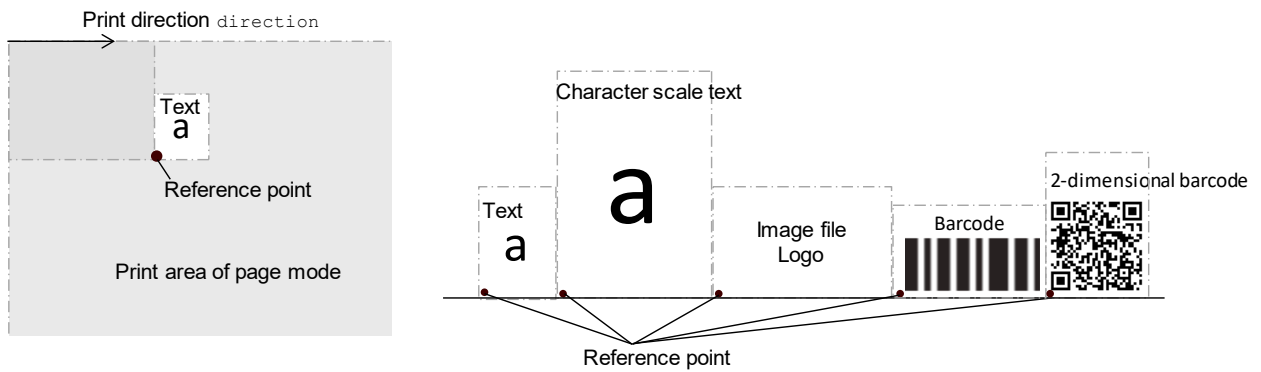 Print direction direction
Text
a
Reference point
Print area of page mode
Character scale text
a
Text
a
Image file
Logo
Barcode
2-dimensional barcode
Reference point